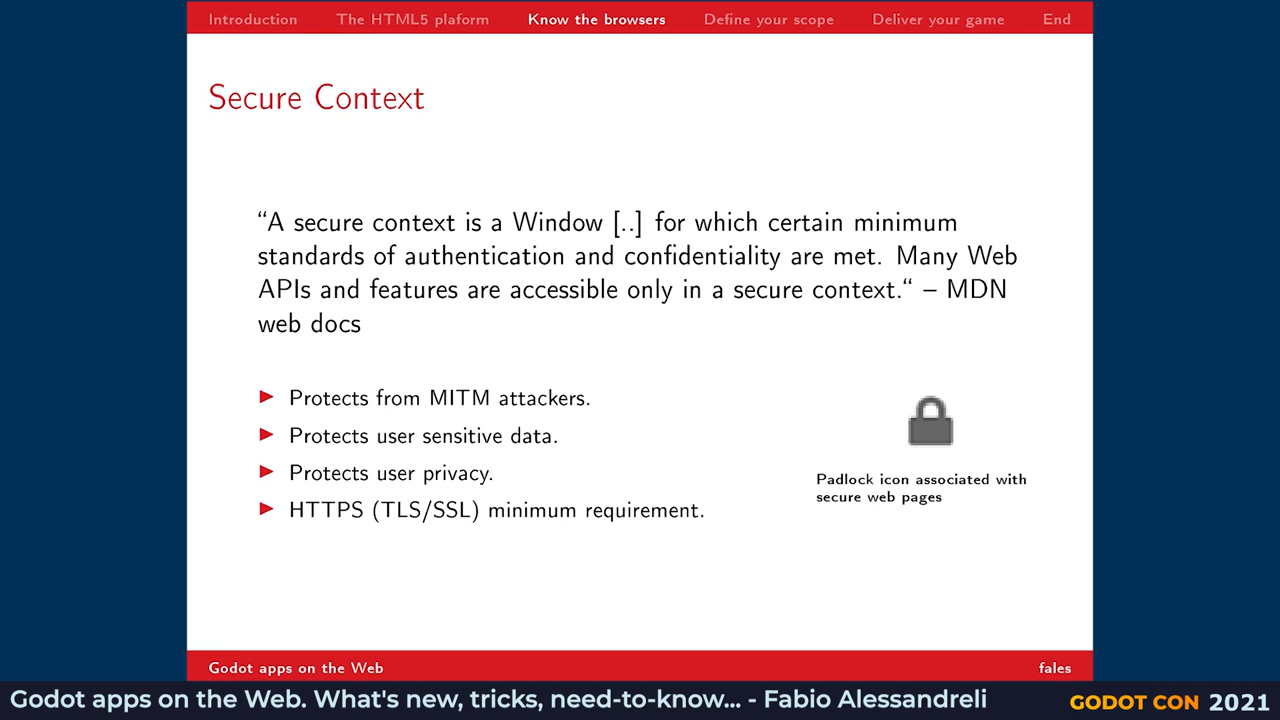 Introduction The HTML5 plaform Know the browsers Define your scope Deliver your game End
Secure Context
“A secure context is a Window [..] for which certain minimum
standards of authentication and confidentiality are met. Many Web
APIs and features are accessible only in a secure context.“ – MDN
web docs
Protects from MITM attackers.
Protects user sensitive data.
Protects user privacy.
HTTPS (TLS/SSL) minimum requirement.
Padlock icon associated with
secure web pages
Godot apps on the Web fales
Godot apps on the Web. What's new, tricks, need-to-know... - Fabio Alessandreli GODOT CON 2021